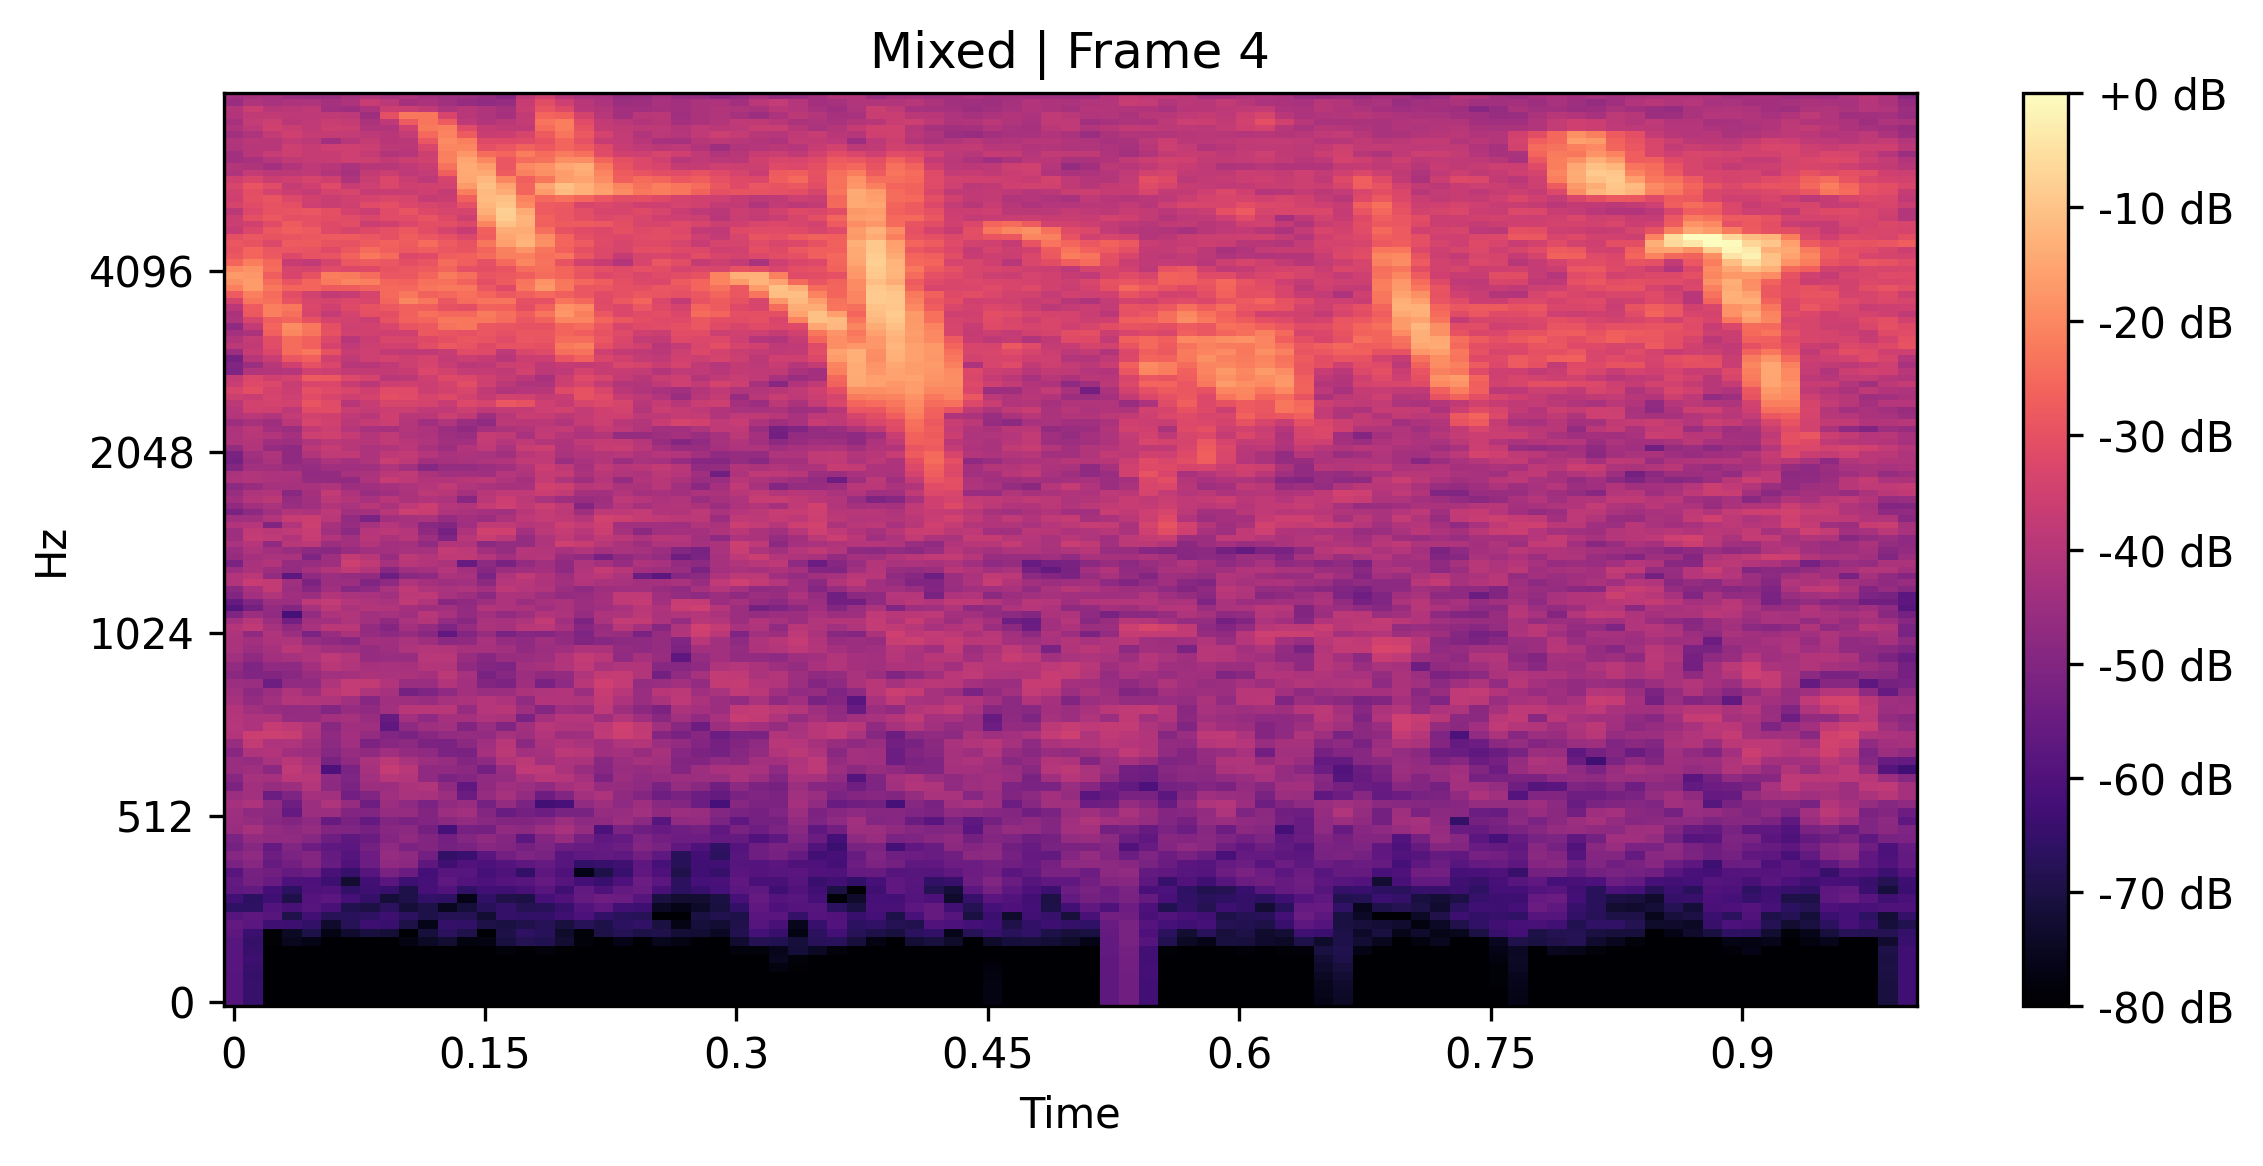 Mixed | Frame 4
+0 dB
-10 dB
-20 dB
-30 dB
-40 dB
-50 dB
-60 dB
-70 dB
-80 dB
Hz
4096
2048
1024
512
0
0 0.15 0.3 0.45 0.6 0.75 0.9
Time